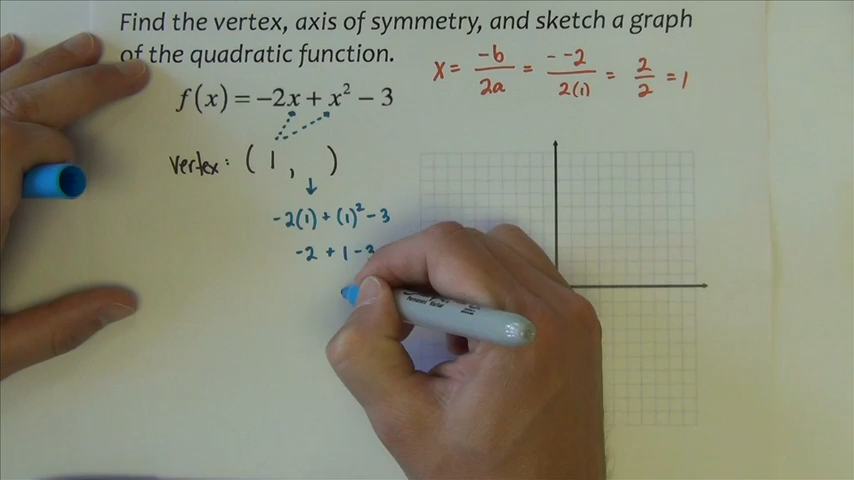 Find the vertex, axis of symmetry, and sketch a graph
of the quadratic function.
x = -b/2a = --2/2(1) = 2/2 = 1
f(x) = −2x + x² − 3
vertex: ( 1 , )
-2(1) + (1)² - 3
-2 + 1 - 3